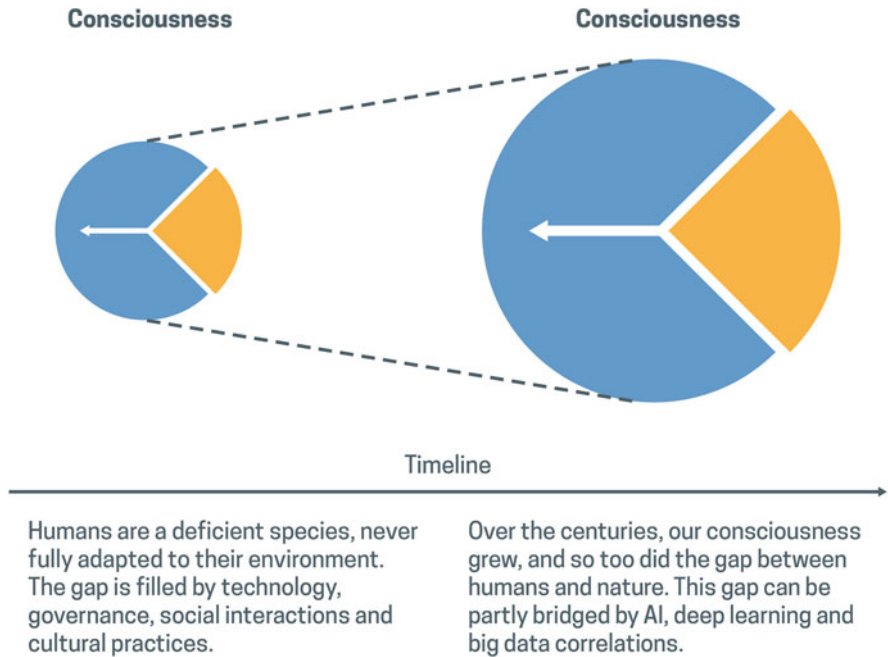 Consciousness
Consciousness
Timeline
Humans are a deficient species, never
fully adapted to their environment.
The gap is filled by technology,
governance, social interactions and
cultural practices.
Over the centuries, our consciousness
grew, and so too did the gap between
humans and nature. This gap can be
partly bridged by AI, deep learning and
big data correlations.